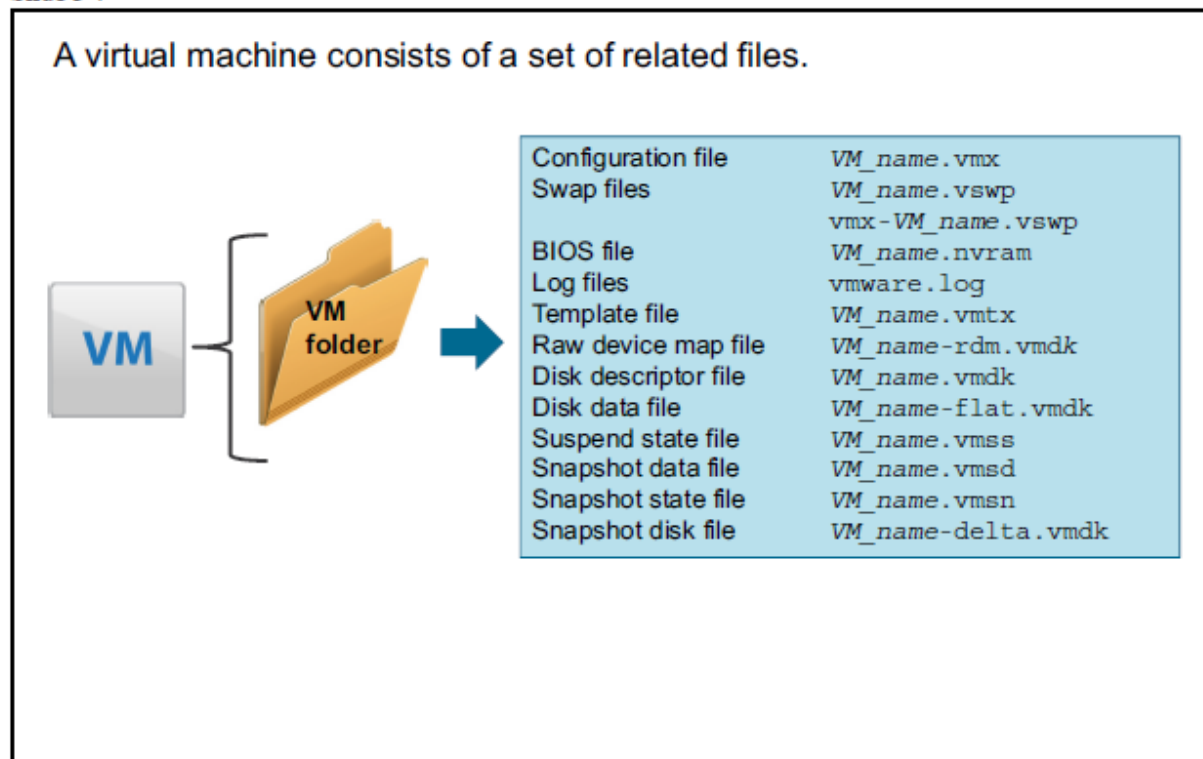 A virtual machine consists of a set of related files.
VM
VM
folder
Configuration file VM_name.vmx
Swap files VM_name.vswp
vmx-VM_name.vswp
BIOS file VM_name.nvram
Log files vmware.log
Template file VM_name.vmtx
Raw device map file VM_name-rdm.vmdk
Disk descriptor file VM_name.vmdk
Disk data file VM_name-flat.vmdk
Suspend state file VM_name.vmss
Snapshot data file VM_name.vmsd
Snapshot state file VM_name.vmsn
Snapshot disk file VM_name-delta.vmdk